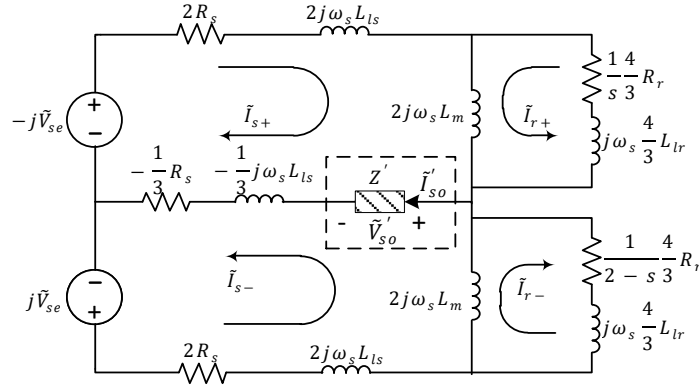 2R_s
2jω_s L_ls
+
−
−jṼ_se
Ĩ_s+
2jω_s L_m
Ĩ_r+
1/s 4/3 R_r
jω_s 4/3 L_lr
−1/3 R_s
−1/3 jω_s L_ls
Z′
Ĩ′_so
-
+
Ṽ′_so
Ĩ_s−
2jω_s L_m
Ĩ_r−
1/(2 − s) 4/3 R_r
jω_s 4/3 L_lr
−
+
jṼ_se
2R_s
2jω_s L_ls